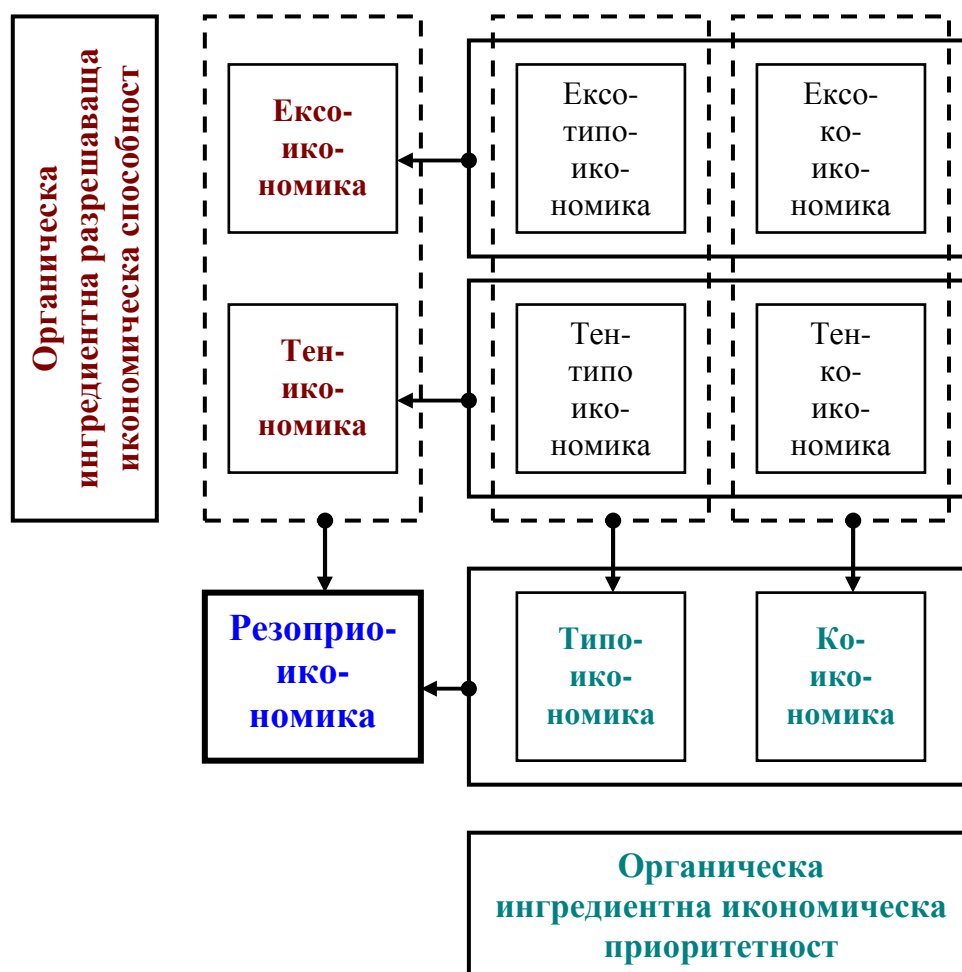 Органическа
ингредиентна разрешаваща
икономическа способност
Ексо-
ико-
номика
Ексо-
типо-
ико-
номика
Ексо-
ко-
ико-
номика
Тен-
ико-
номика
Тен-
типо
ико-
номика
Тен-
ко-
ико-
номика
Резоприо-
ико-
номика
Типо-
ико-
номика
Ко-
ико-
номика
Органическа
ингредиентна икономическа
приоритетност